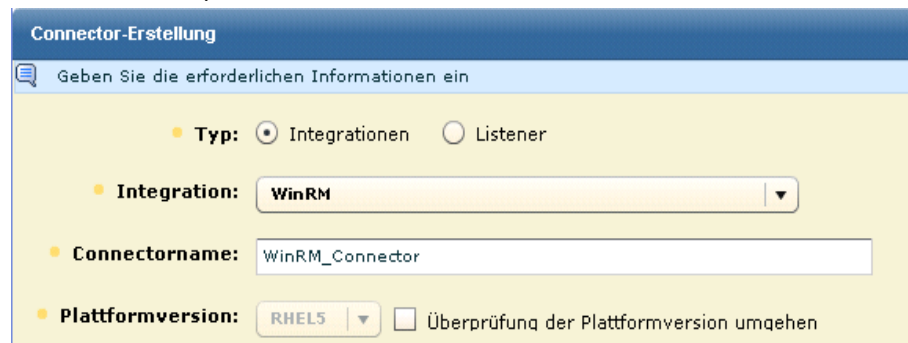 Connector-Erstellung
Geben Sie die erforderlichen Informationen ein
Typ: Integrationen Listener
Integration: WinRM
Connectorname: WinRM_Connector
Plattformversion: RHEL5 Überprüfung der Plattformversion umgehen